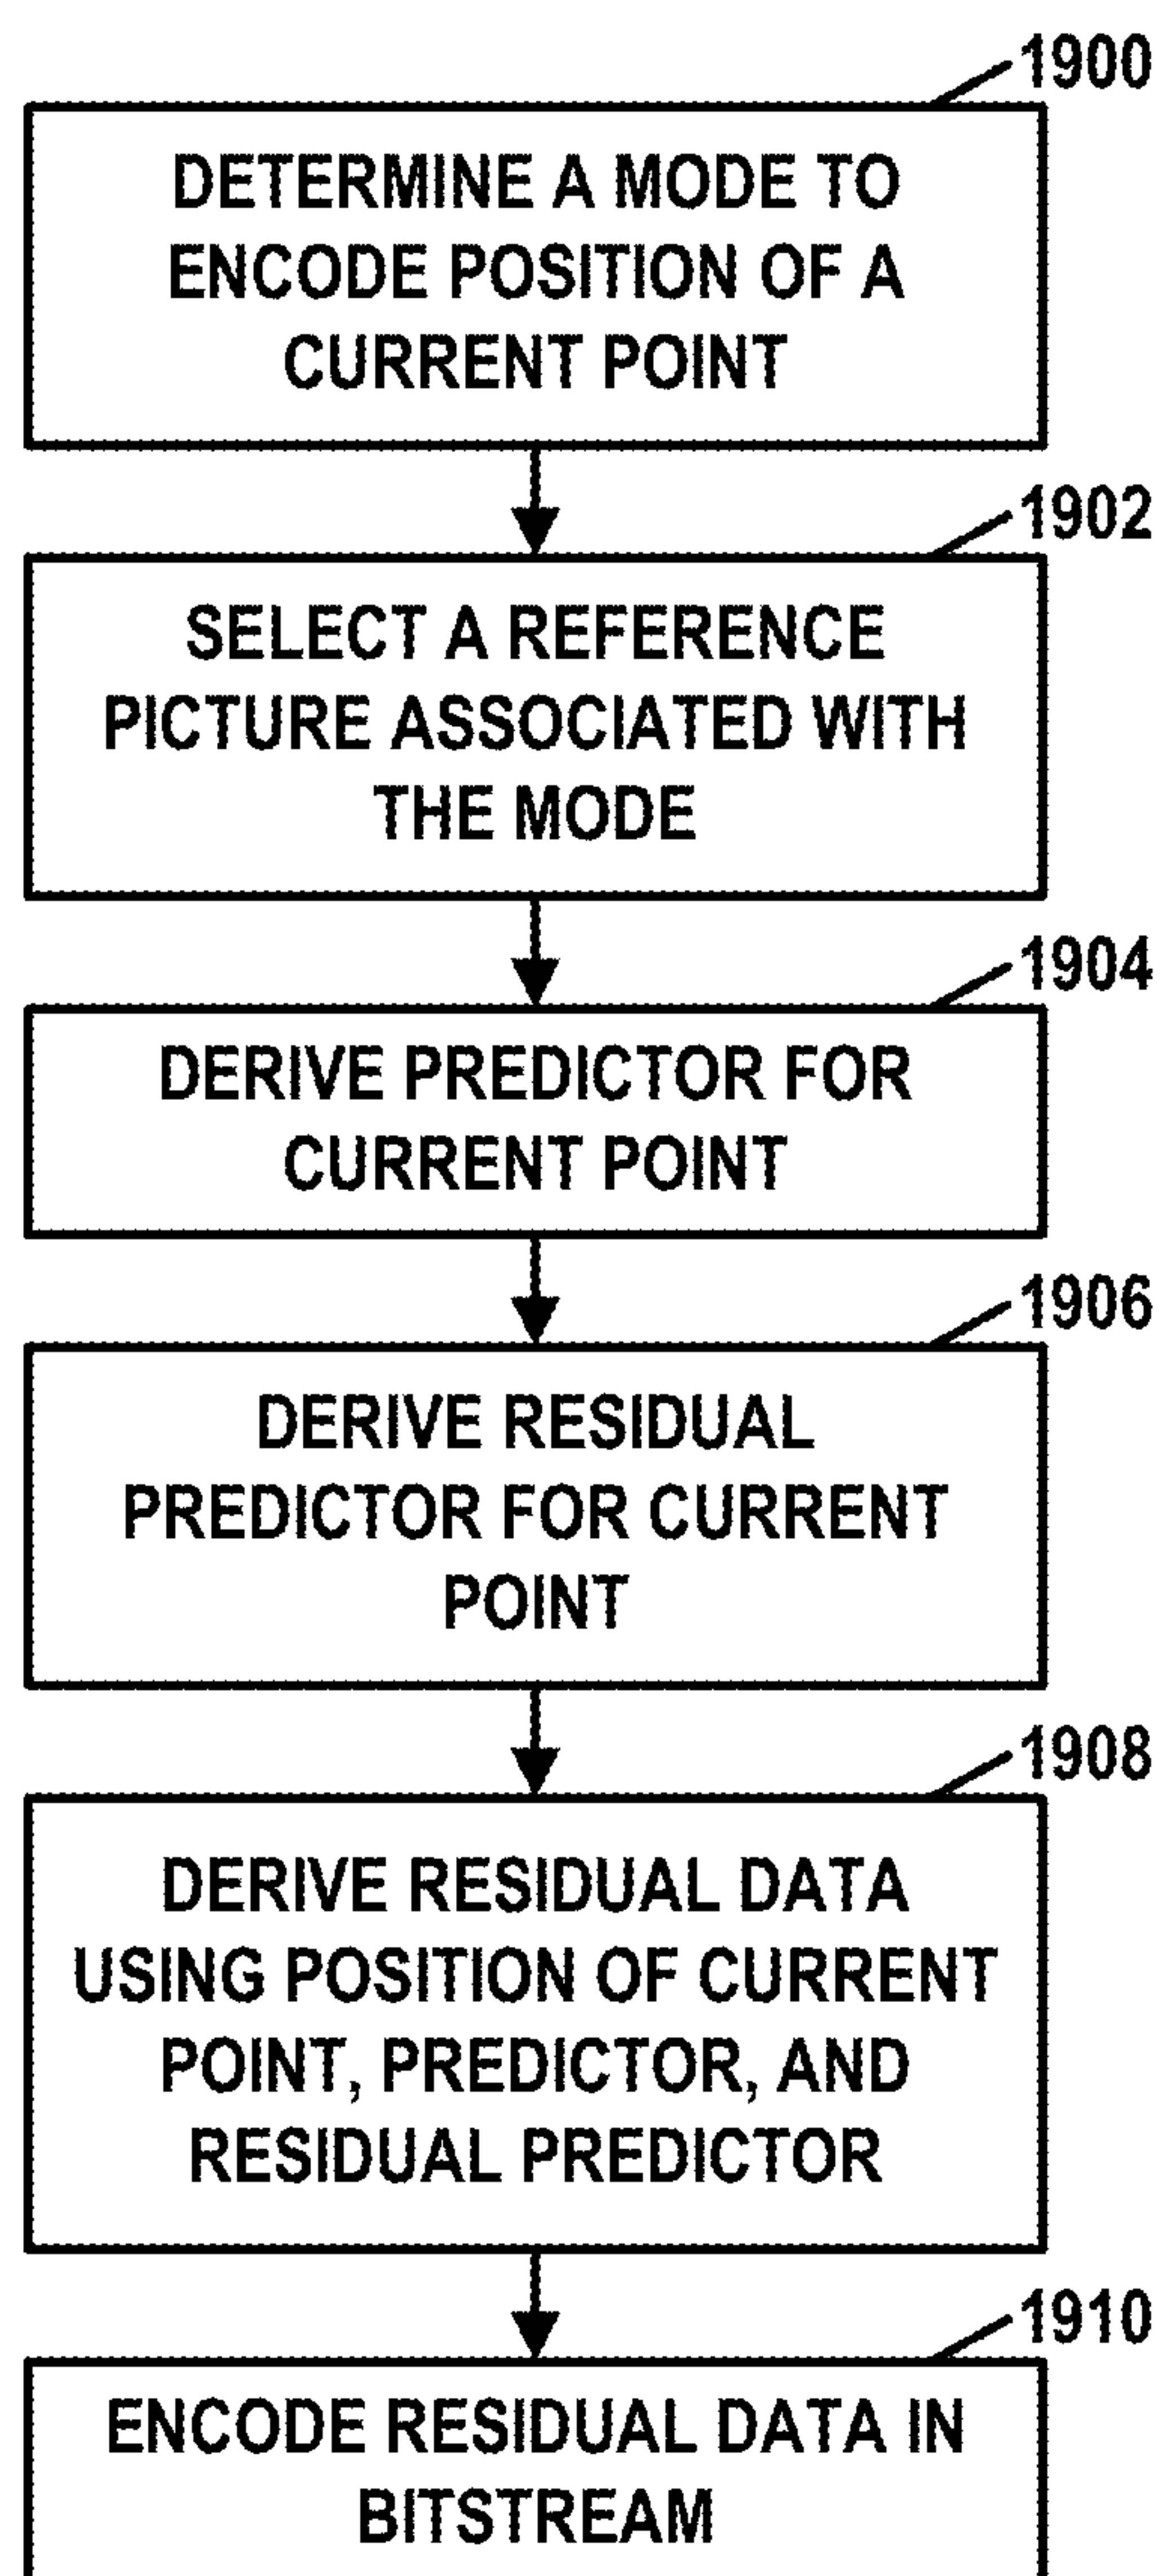 1900
DETERMINE A MODE TO
ENCODE POSITION OF A
CURRENT POINT
1902
SELECT A REFERENCE
PICTURE ASSOCIATED WITH
THE MODE
1904
DERIVE PREDICTOR FOR
CURRENT POINT
1906
DERIVE RESIDUAL
PREDICTOR FOR CURRENT
POINT
1908
DERIVE RESIDUAL DATA
USING POSITION OF CURRENT
POINT, PREDICTOR, AND
RESIDUAL PREDICTOR
1910
ENCODE RESIDUAL DATA IN
BITSTREAM